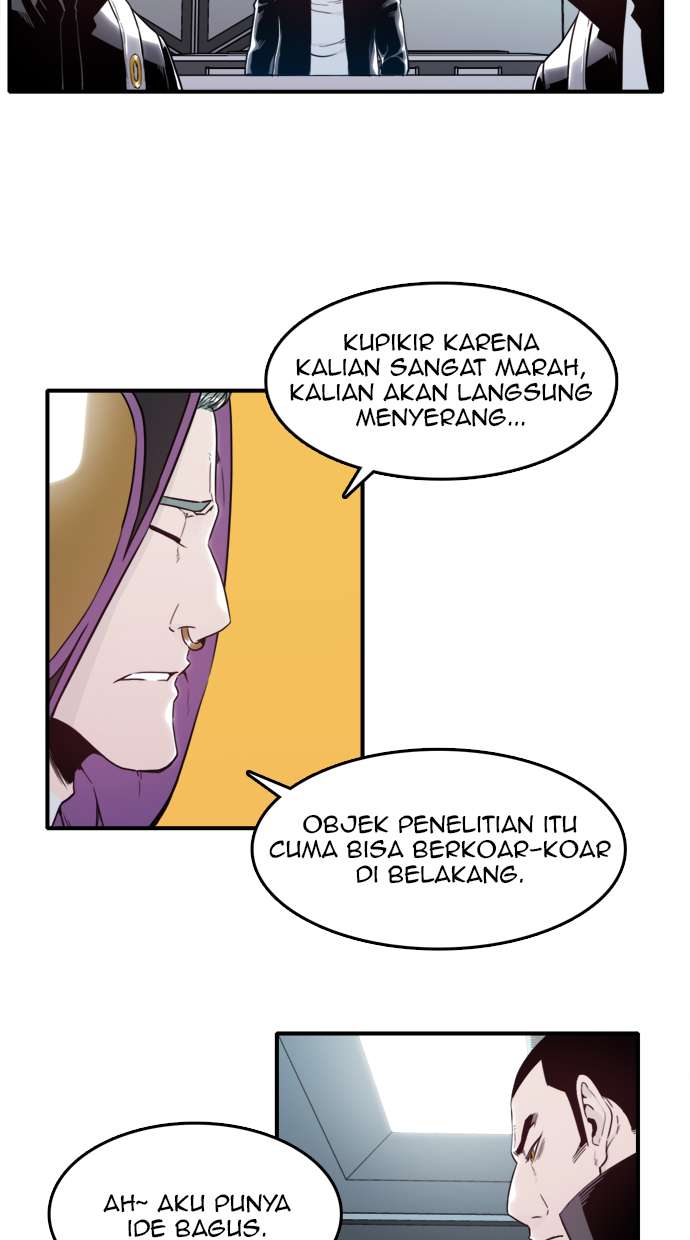 KUPIKIR KARENA
KALIAN SANGAT MARAH,
KALIAN AKAN LANGSUNG
MENYERANG...
OBJEK PENELITIAN ITU
CUMA BISA BERKOAR-KOAR
DI BELAKANG.
AH~ AKU PUNYA
IDE BAGUS.